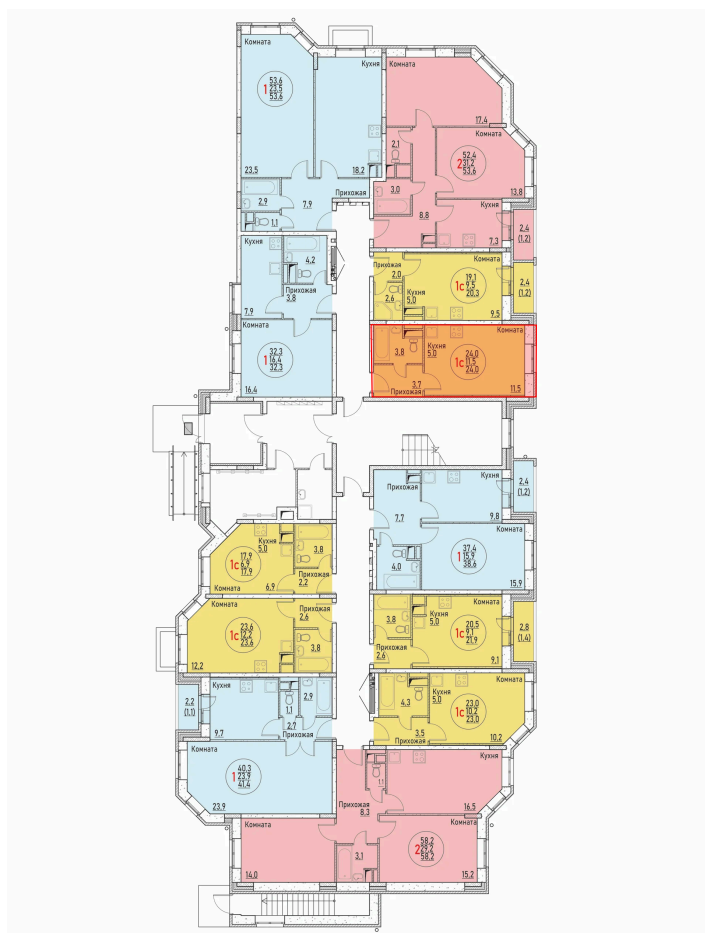 Комната
Кухня
Комната
1
53.6
23.5
53.6
17.4
Комната
23.5
18.2
2.1
2
52.4
31.2
53.6
13.8
2.9
7.9
Прихожая
3.0
1.1
8.8
Кухня
7.3
2.4
(1.2)
Кухня
4.2
Прихожая
3.8
7.9
Прихожая
2.0
2.6
Кухня
5.0
Комната
1с
19.1
9.5
20.3
9.5
2.4
(1.2)
Комната
1
32.3
16.4
32.3
16.4
3.8
Кухня
5.0
Комната
1с
24.0
11.5
24.0
3.7
Прихожая
11.5
Прихожая
Кухня
7.7
9.8
2.4
(1.2)
Кухня
5.0
3.8
1с
17.9
6.9
17.9
6.9
Прихожая
2.2
Комната
Комната
1
37.4
15.9
38.6
4.0
15.9
Комната
Прихожая
2.6
1с
23.6
12.2
23.6
3.8
12.2
3.8
Кухня
5.0
Комната
1с
20.5
9.1
21.9
Прихожая
2.6
9.1
2.8
(1.4)
2.2
(1.1)
Кухня
9.7
1.1
2.9
2.7
Прихожая
4.3
Кухня
5.0
Комната
1с
23.0
10.2
23.0
3.5
Прихожая
10.2
Комната
1
40.3
23.9
41.4
23.9
1.1
Кухня
Прихожая
8.3
16.5
Комната
Комната
2
58.2
29.2
58.2
14.0
3.1
15.2